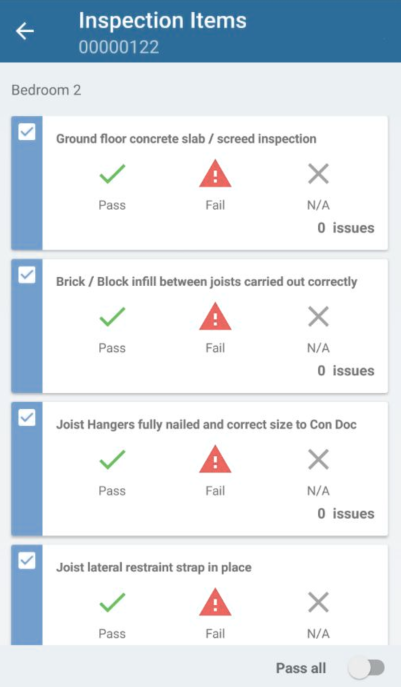 Inspection Items
00000122
Bedroom 2
Ground floor concrete slab / screed inspection
Pass Fail N/A
0 issues
Brick / Block infill between joists carried out correctly
Pass Fail N/A
0 issues
Joist Hangers fully nailed and correct size to Con Doc
Pass Fail N/A
0 issues
Joist lateral restraint strap in place
Pass Fail N/A
Pass all